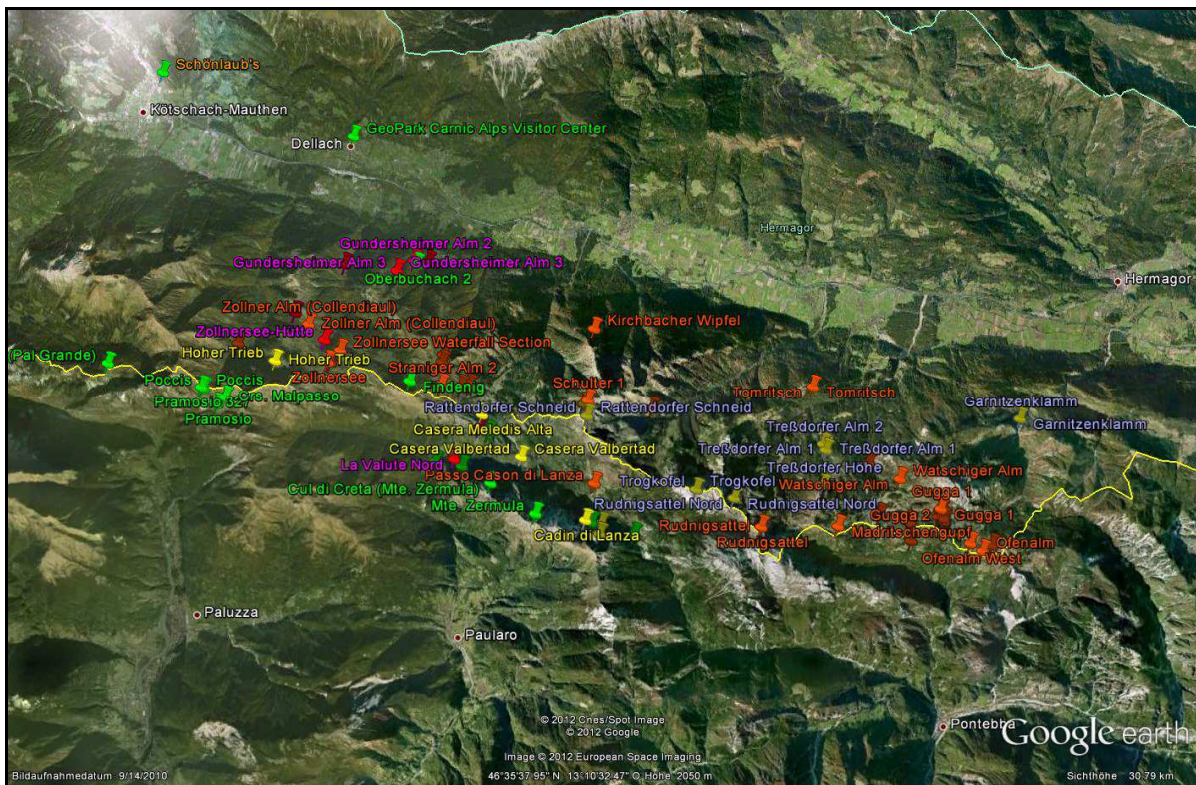 Schönlaub's
Kötschach-Mauthen
GeoPark Carnic Alps Visitor Center
Dellach
Hermagor
Gundersheimer Alm 2
Gundersheimer Alm 3
Gundersheimer Alm 3
Oberbuchach 2
Hermagor
Zollner Alm (Collendiaul)
Zollner Alm (Collendiaul)
Zollnersee-Hütte
Kirchbacher Wipfel
Zollnersee Waterfall Section
(Pal Grande)
Hoher Trieb
Hoher Trieb
Zollnersee
Straniger Alm 2
Findenig
Poccis
Poccis
Crs. Malpasso
Pramosio 327
Pramosio
Schulter 1
Tomritsch
Tomritsch
Rattendorfer Schneid
Rattendorfer Schneid
Garnitzenklamm
Garnitzenklamm
Casera Meledis Alta
Treßdorfer Alm 2
Casera Valbertad
Casera Valbertad
Treßdorfer Alm 1
Treßdorfer Alm 1
La Valute Nord
Passo Cason di Lanza
Treßdorfer Höhe
Watschiger Alm
Watschiger Alm
Cul di Creta (Mte. Zermula)
Trogkofel
Trogkofel
Gugga 1
Mte. Zermula
Rudnigsattel Nord
Rudnigsattel Nord
Gugga 2
Gugga 1
Cadin di Lanza
Rudnigsattel
Rudnigsattel
Madritschengupf
Ofenalm
Ofenalm West
Paluzza
Paularo
Pontebba
© 2012 Cnes/Spot Image
© 2012 Google
Image © 2012 European Space Imaging
Google earth
Bildaufnahmedatum 9/14/2010
46°35'37.95" N 13°10'32.47" O Höhe 2050 m
Sichthöhe 30.79 km